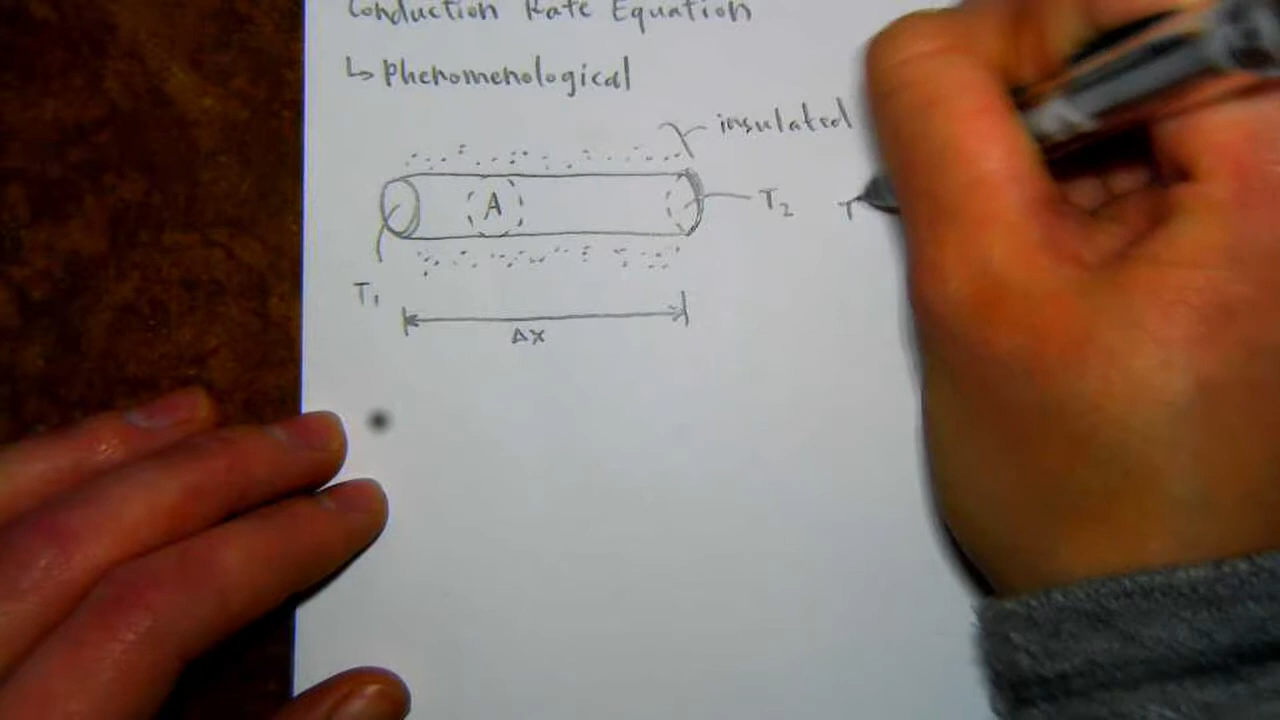 Conduction Rate Equation
↳ Phenomenological
insulated
A
T₂
T
T₁
Δx